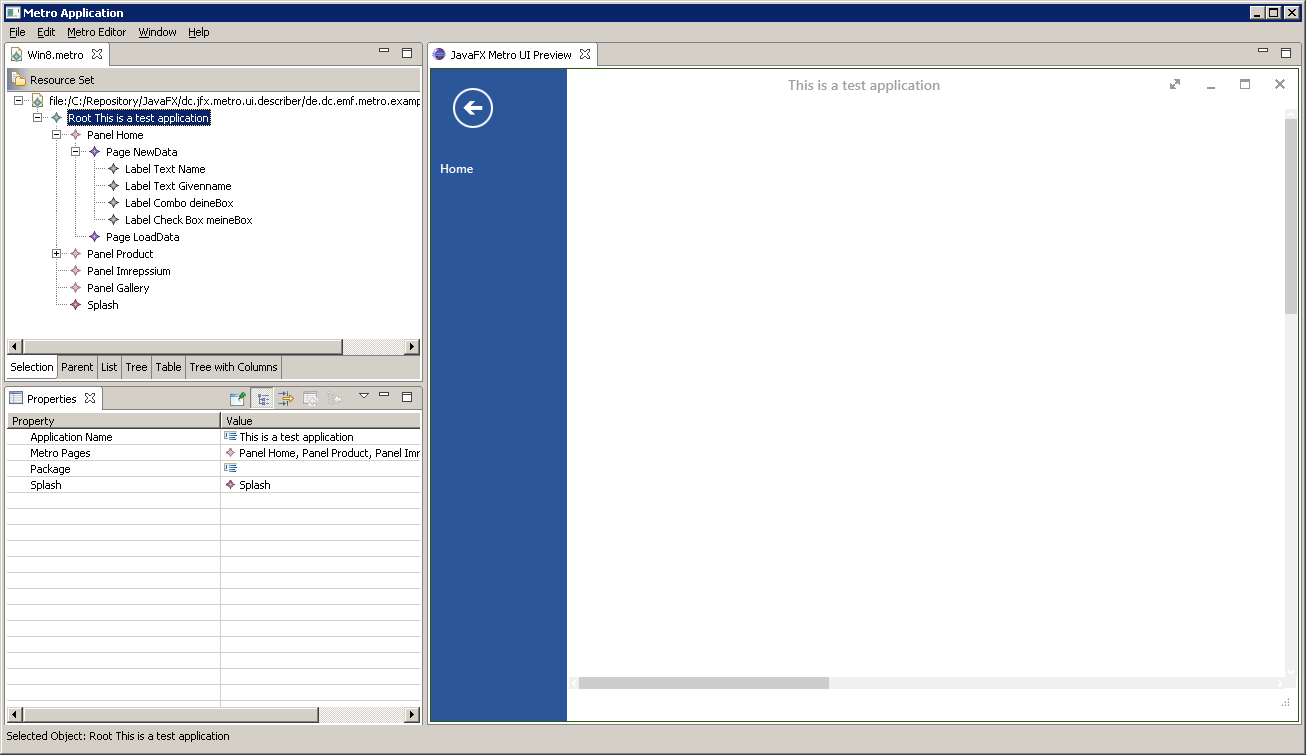 Metro Application
File Edit Metro Editor Window Help
Win8.metro
Resource Set
file:/C:/Repository/JavaFX/dc.jfx.metro.ui.describer/de.dc.emf.metro.examp
Root This is a test application
Panel Home
Page NewData
Label Text Name
Label Text Givenname
Label Combo deineBox
Label Check Box meineBox
Page LoadData
Panel Product
Panel Imrepssium
Panel Gallery
Splash
Selection Parent List Tree Table Tree with Columns
Properties
Property Value
Application Name This is a test application
Metro Pages Panel Home, Panel Product, Panel Imr
Package
Splash Splash
JavaFX Metro UI Preview
This is a test application
Home
Selected Object: Root This is a test application